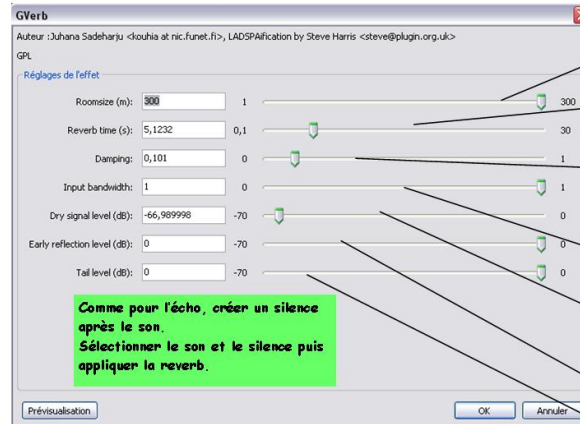 GVerb
Auteur :Juhana Sadeharju <kouhia at nic.funet.fi>, LADSPAification by Steve Harris <steve@plugin.org.uk>
GPL
Réglages de l'effet
Roomsize (m): 300 1 300
Reverb time (s): 5,1232 0,1 30
Damping: 0,101 0 1
Input bandwidth: 1 0 1
Dry signal level (dB): -66,989998 -70 0
Early reflection level (dB): 0 -70 0
Tail level (dB): 0 -70 0
Comme pour l'écho, créer un silence
après le son.
Sélectionner le son et le silence puis
appliquer la reverb.
Prévisualisation OK Annuler